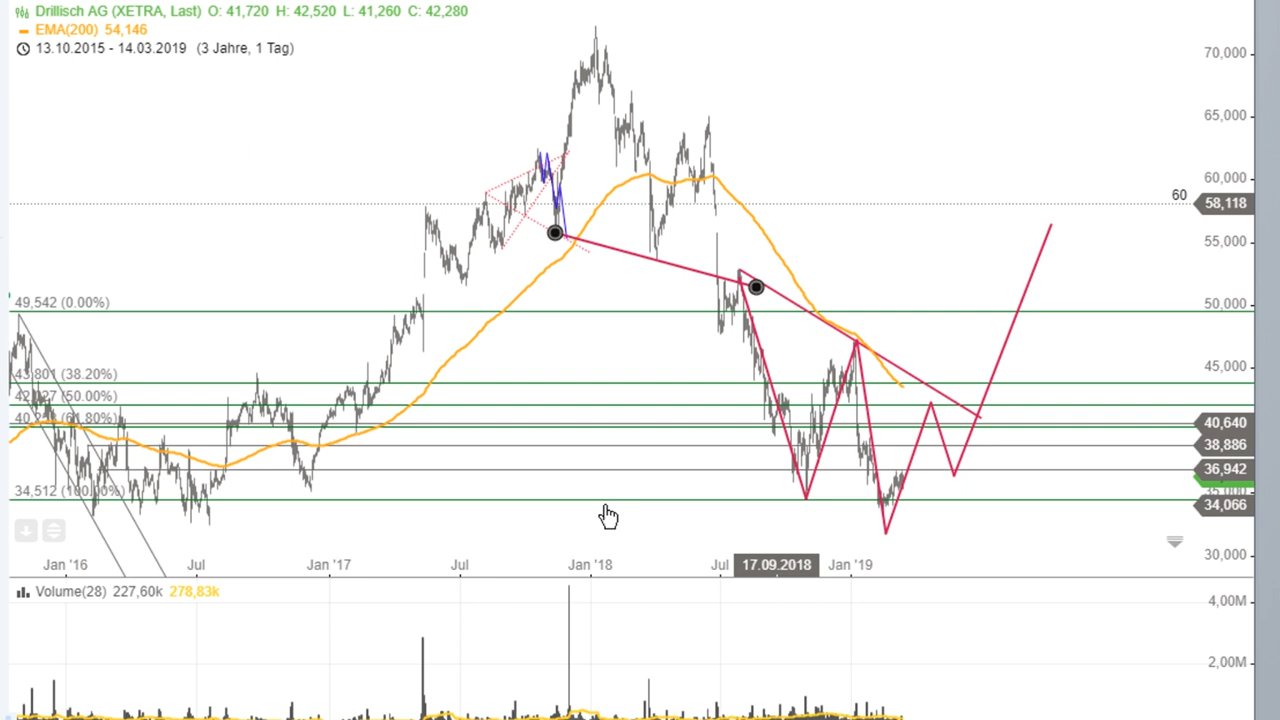 Drillisch AG (XETRA, Last) O: 41,720 H: 42,520 L: 41,260 C: 42,280
EMA(200) 54,146
13.10.2015 - 14.03.2019 (3 Jahre, 1 Tag)
70,000
65,000
60,000
60
58,118
55,000
50,000
49,542 (0.00%)
45,000
43,801 (38.20%)
(50.00%)
40,640
38,886
36,942
34,512 (100.00%)
35,000
34,066
30,000
Jan '16
Jul
Jan '17
Jul
Jan '18
Jul
17.09.2018
Jan '19
Volume(28) 227,60k 278,83k
4,00M
2,00M